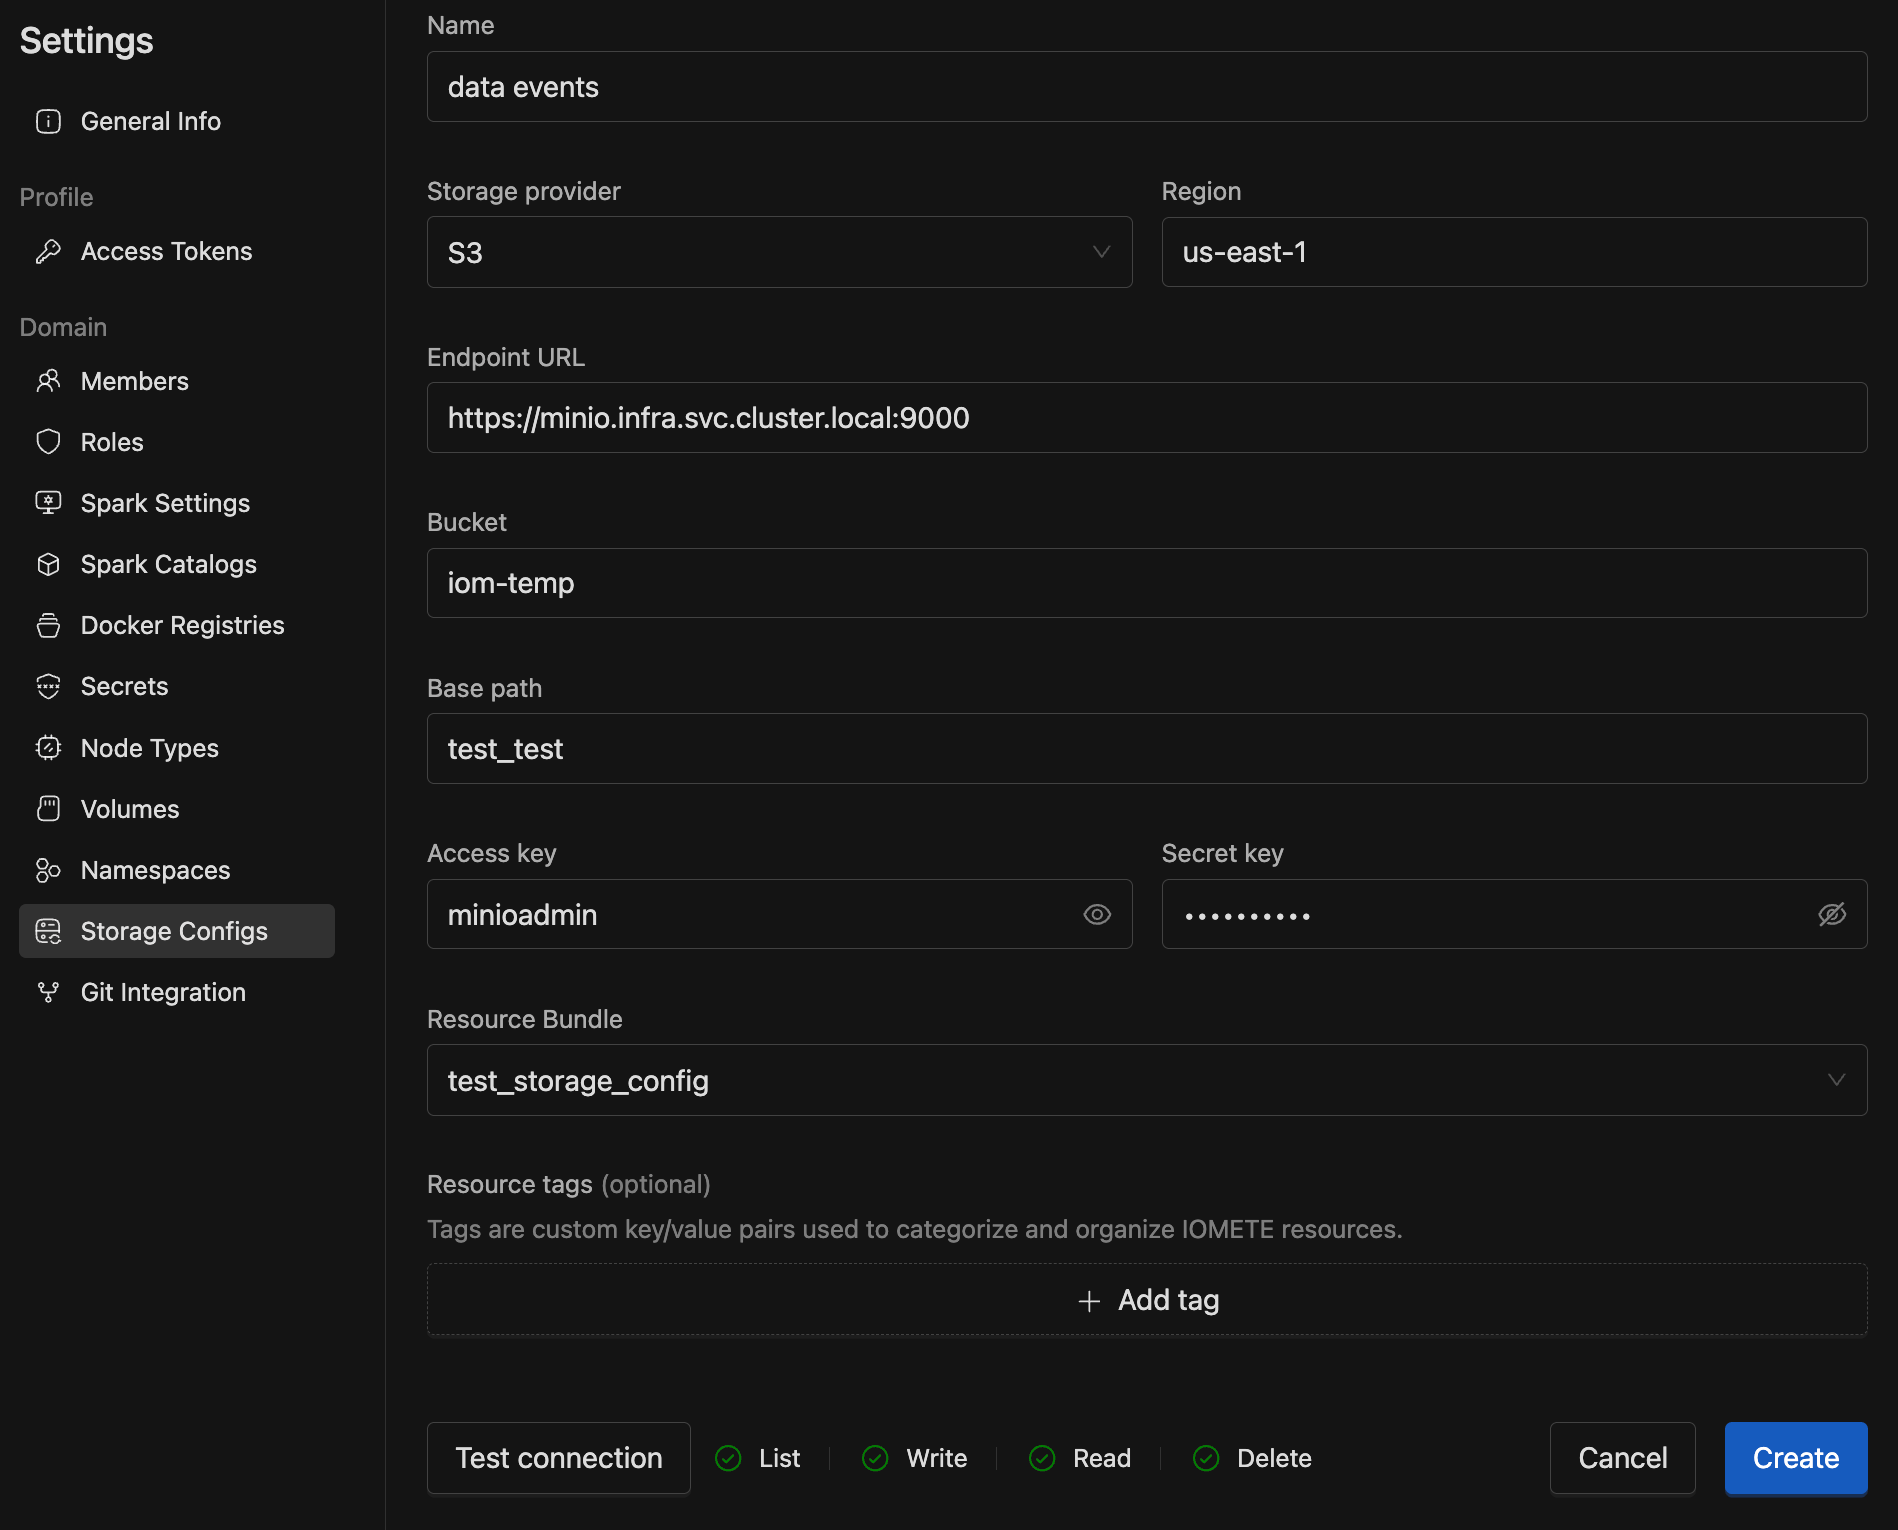 Settings
General Info
Profile
Access Tokens
Domain
Members
Roles
Spark Settings
Spark Catalogs
Docker Registries
Secrets
Node Types
Volumes
Namespaces
Storage Configs
Git Integration
Name
data events
Storage provider
S3
Region
us-east-1
Endpoint URL
https://minio.infra.svc.cluster.local:9000
Bucket
iom-temp
Base path
test_test
Access key
minioadmin
Secret key
••••••••••
Resource Bundle
test_storage_config
Resource tags (optional)
Tags are custom key/value pairs used to categorize and organize IOMETE resources.
Add tag
Test connection
List
Write
Read
Delete
Cancel
Create